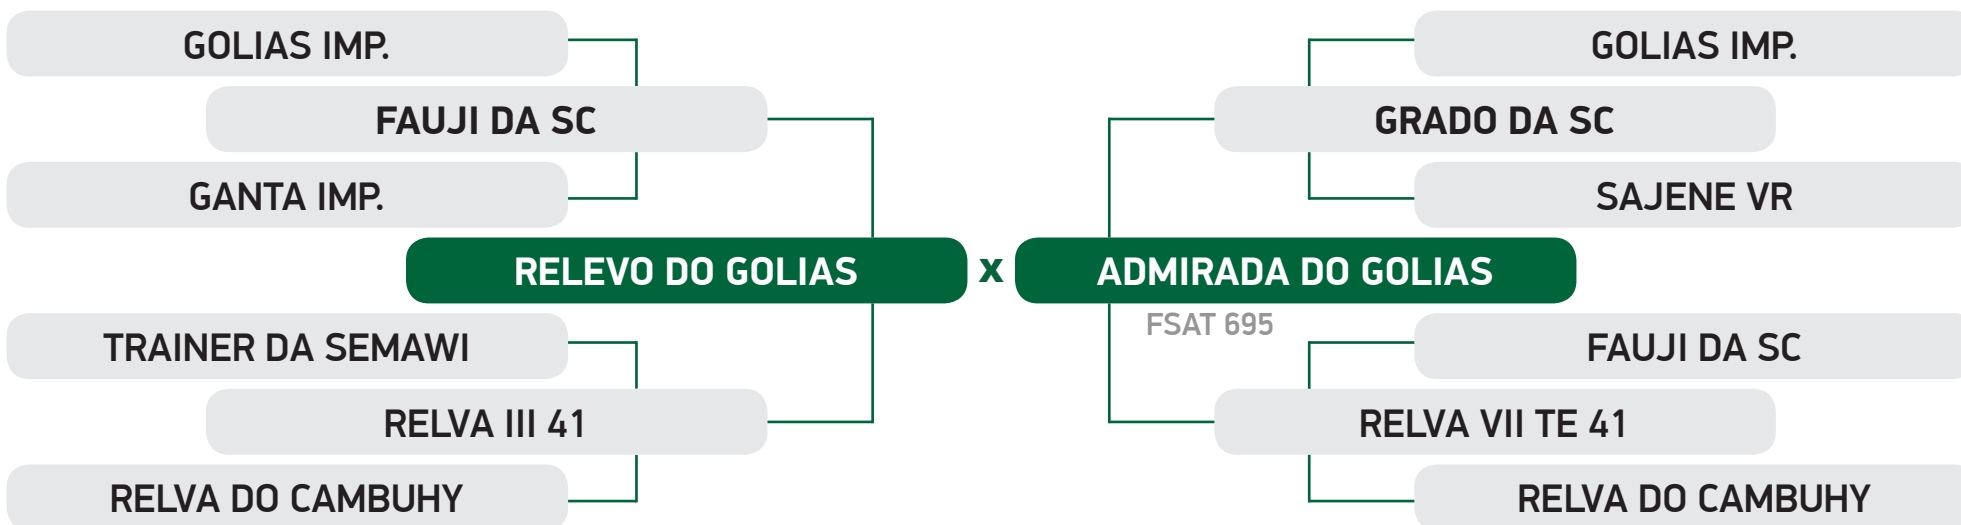 GOLIAS IMP.
GOLIAS IMP.
FAUJI DA SC
GRADO DA SC
GANTA IMP.
SAJENE VR
RELEVO DO GOLIAS x ADMIRADA DO GOLIAS
FSAT 695
TRAINER DA SEMAWI
FAUJI DA SC
RELVA III 41
RELVA VII TE 41
RELVA DO CAMBUHY
RELVA DO CAMBUHY